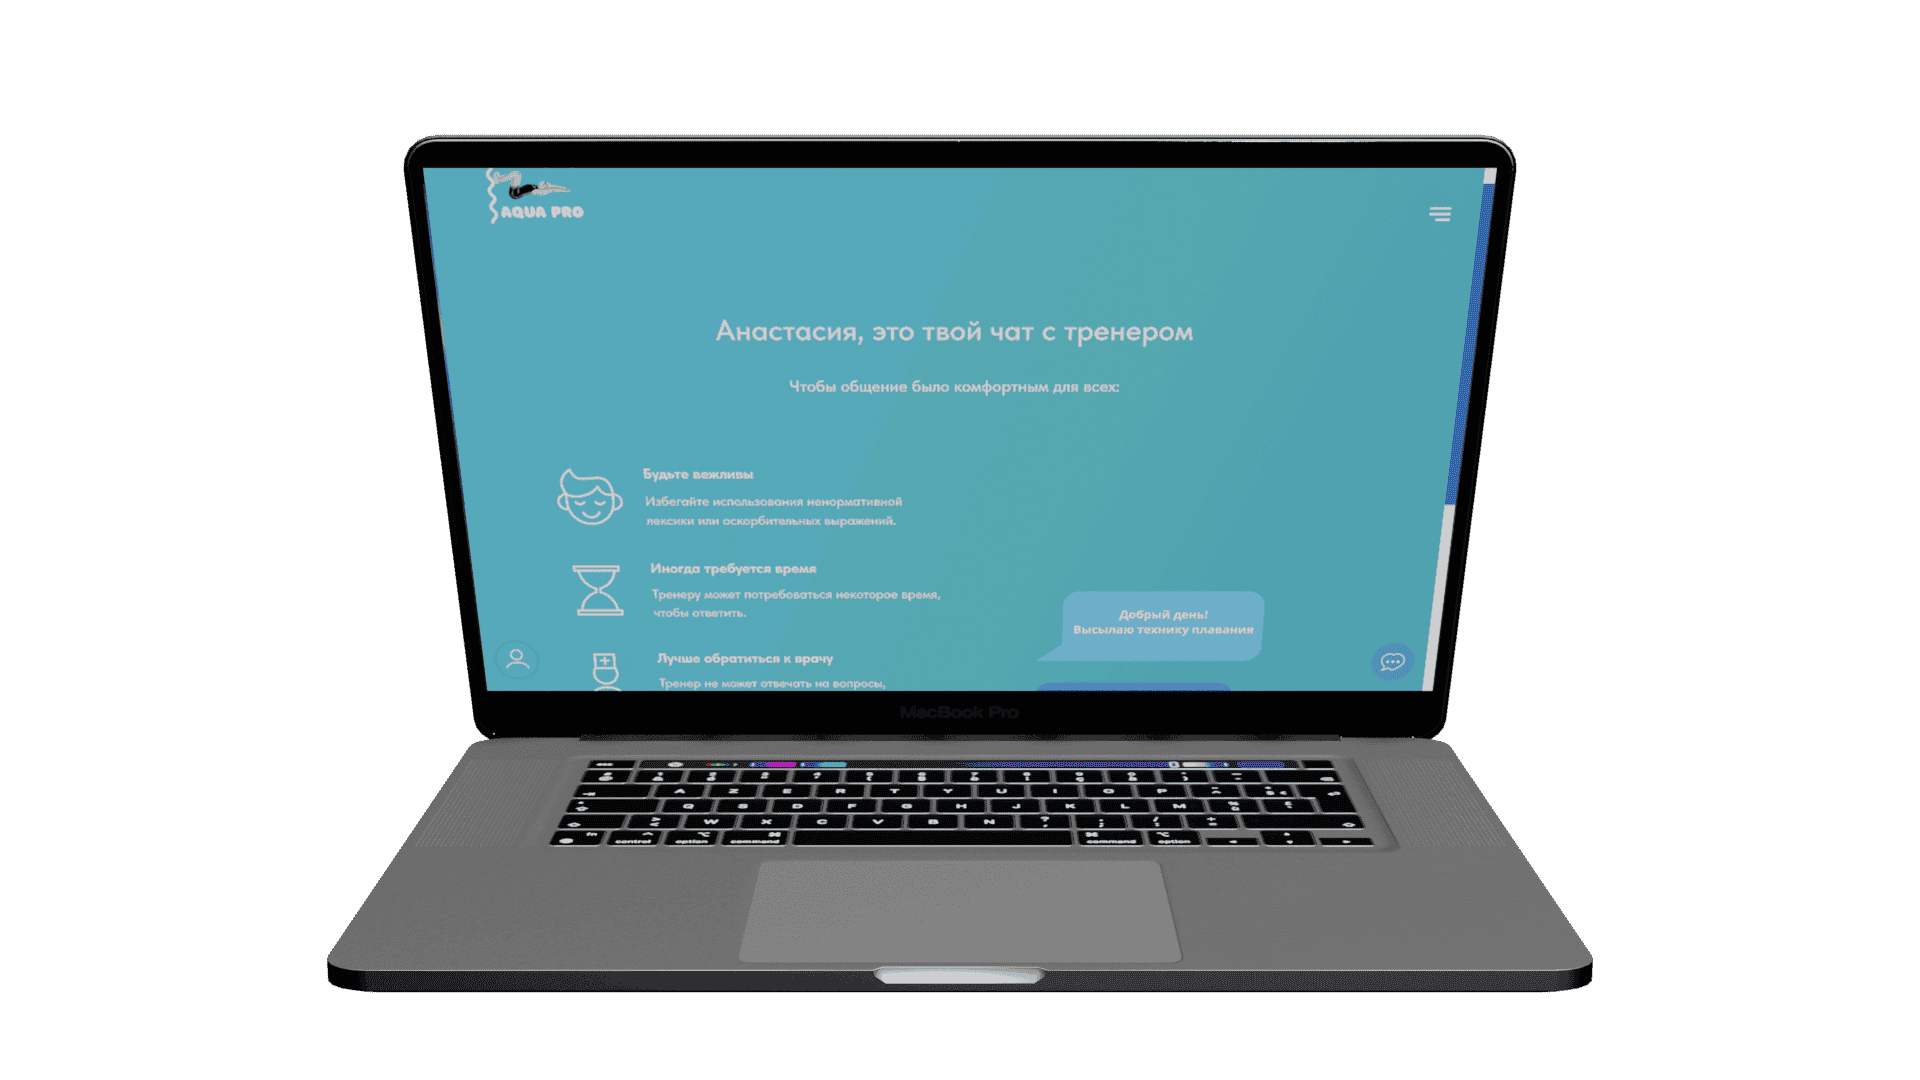 AQUA PRO
Анастасия, это твой чат с тренером
Чтобы общение было комфортным для всех:
Будьте вежливы
Избегайте использования ненормативной
лексики или оскорбительных выражений.
Иногда требуется время
Тренеру может потребоваться некоторое время,
чтобы ответить.
Лучше обратиться к врачу
Тренер не может отвечать на вопросы,
Добрый день!
Высылаю технику плавания
MacBook Pro
A Z E R T Y U I O P
Q S D F G H J K L M
W X C V B N
fn
control option command command option